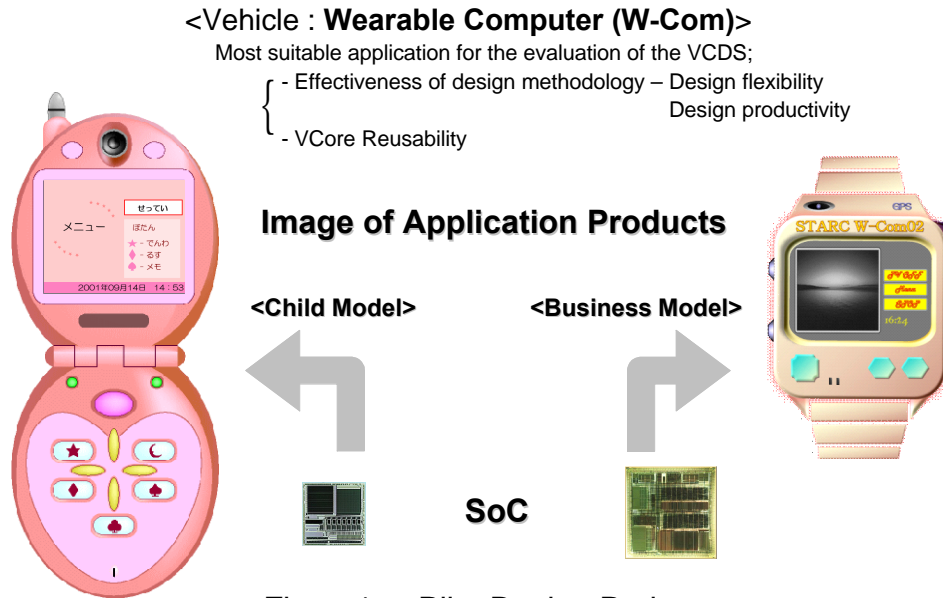 <Vehicle : Wearable Computer (W-Com)>
Most suitable application for the evaluation of the VCDS;
- Effectiveness of design methodology – Design flexibility
Design productivity
- VCore Reusability
Image of Application Products
<Child Model>
<Business Model>
SoC
メニュー
せってい
ぼたん
★ - でんわ
♦ - るす
♠ - メモ
2001年09月14日 14:53
GPS
STARC W-Com02
16:24